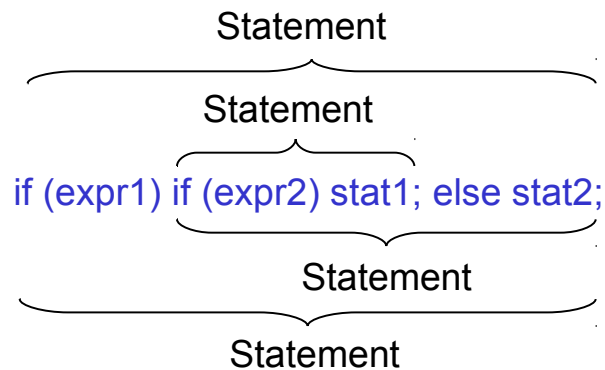 Statement
Statement
if (expr1) if (expr2) stat1; else stat2;
Statement
Statement